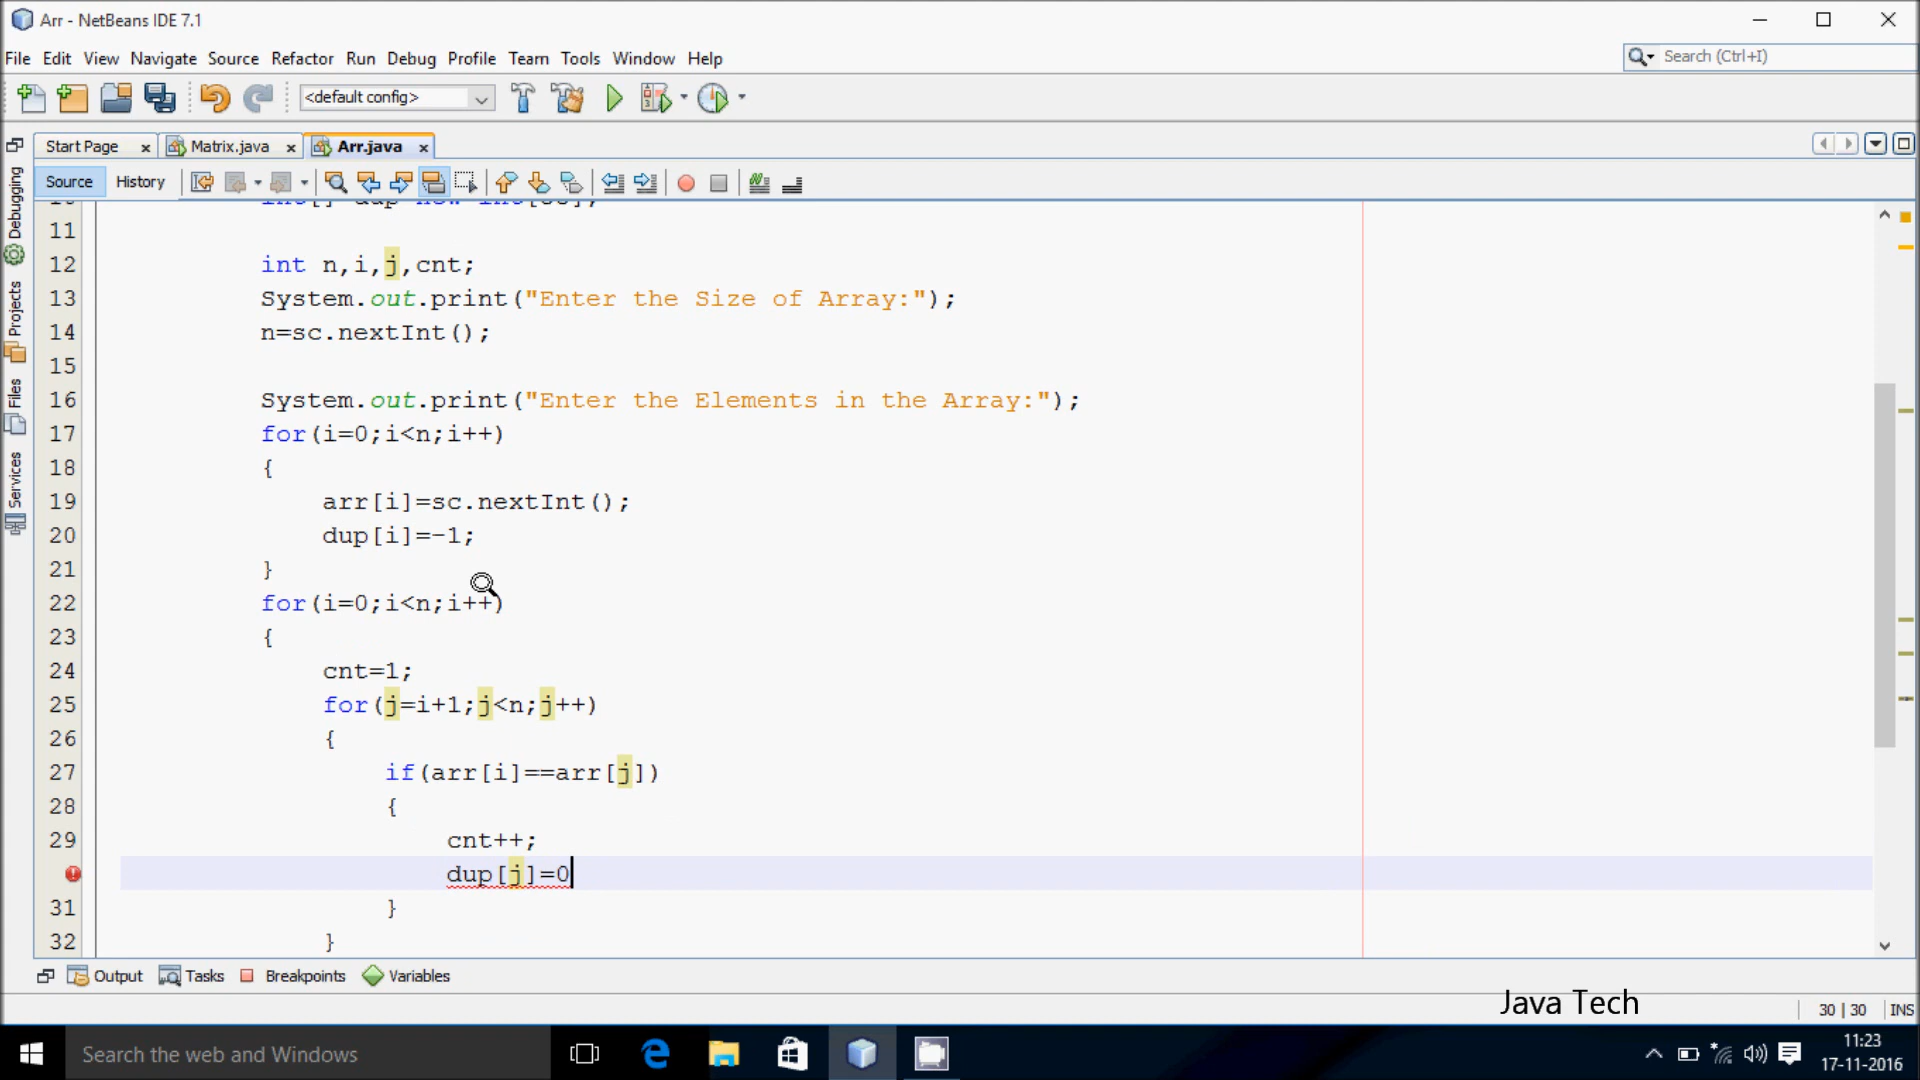 Arr - NetBeans IDE 7.1
File Edit View Navigate Source Refactor Run Debug Profile Team Tools Window Help
Search (Ctrl+I)
<default config>
Start Page x Matrix.java x Arr.java x
Source History
Debugging
Projects
Files
Services
11
12 int n,i,j,cnt;
13 System.out.print("Enter the Size of Array:");
14 n=sc.nextInt();
15
16 System.out.print("Enter the Elements in the Array:");
17 for(i=0;i<n;i++)
18 {
19 arr[i]=sc.nextInt();
20 dup[i]=-1;
21 }
22 for(i=0;i<n;i++)
23 {
24 cnt=1;
25 for(j=i+1;j<n;j++)
26 {
27 if(arr[i]==arr[j])
28 {
29 cnt++;
dup[j]=0
31 }
32 }
Output Tasks Breakpoints Variables
Java Tech
30 | 30 INS
Search the web and Windows
11:23
17-11-2016